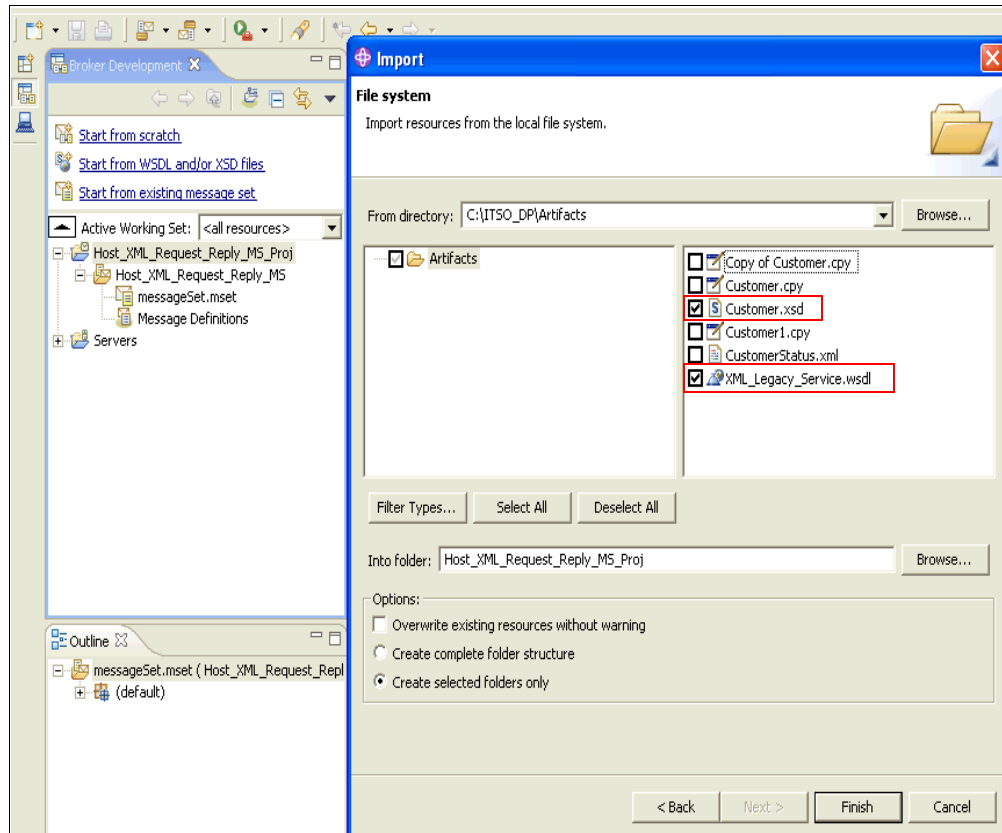 Broker Development
Start from scratch
Start from WSDL and/or XSD files
Start from existing message set
Active Working Set: <all resources>
Host_XML_Request_Reply_MS_Proj
Host_XML_Request_Reply_MS
messageSet.mset
Message Definitions
Servers
Outline
messageSet.mset ( Host_XML_Request_Repl
(default)
Import
File system
Import resources from the local file system.
From directory: C:\ITSO_DP\Artifacts
Browse...
Artifacts
Copy of Customer.cpy
Customer.cpy
Customer.xsd
Customer1.cpy
CustomerStatus.xml
XML_Legacy_Service.wsdl
Filter Types... Select All Deselect All
Into folder: Host_XML_Request_Reply_MS_Proj
Browse...
Options:
Overwrite existing resources without warning
Create complete folder structure
Create selected folders only
< Back Next > Finish Cancel